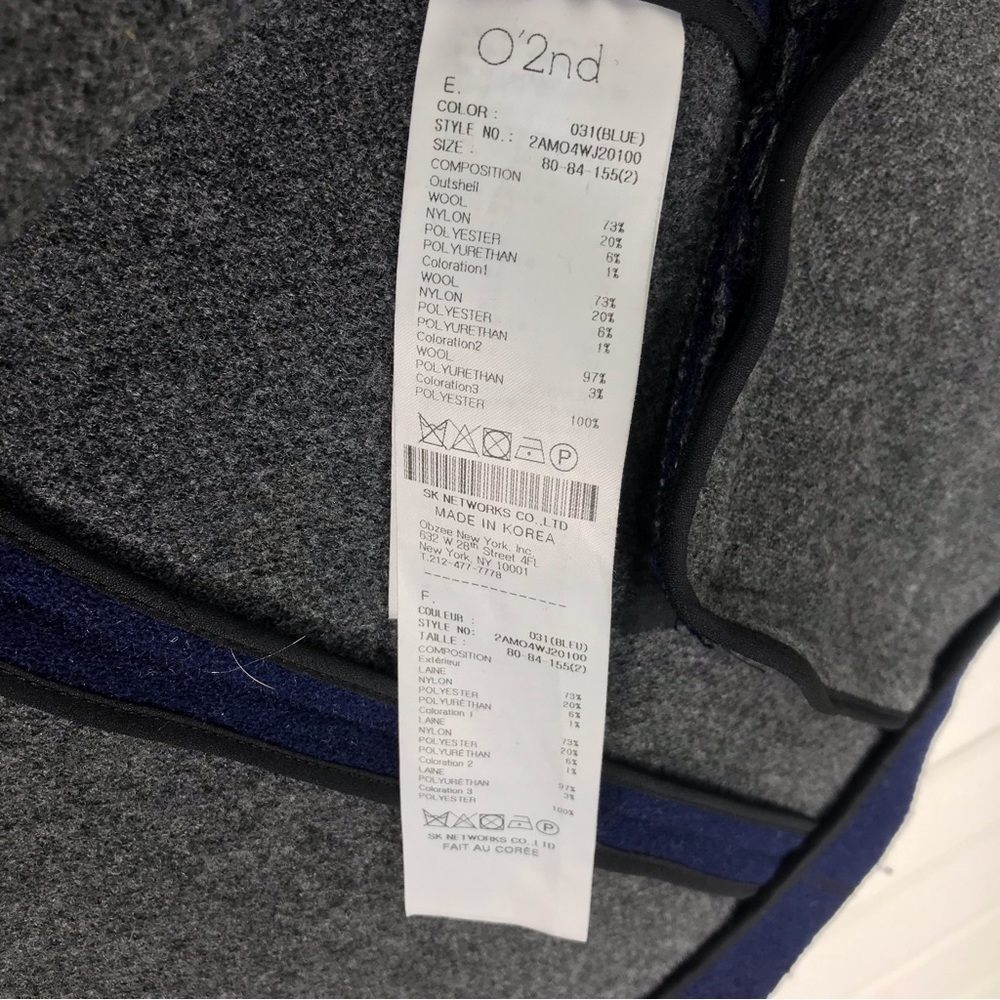 O'2nd
E.
COLOR : 031(BLUE)
STYLE NO.: 2AMO4WJ20100
SIZE : 80-84-155(2)
COMPOSITION
Outshell
WOOL 73%
NYLON 20%
POLYESTER 6%
POLYURETHAN 1%
Coloration1
WOOL 73%
NYLON 20%
POLYESTER 6%
POLYURETHAN 1%
Coloration2
WOOL 97%
POLYURETHAN 3%
Coloration3
POLYESTER 100%
P
SK NETWORKS CO.,LTD
MADE IN KOREA
Obzee New York, Inc.
632 W 28th Street 4FL
New York, NY 10001
T.212-477-7778
F.
COULEUR : 031(BLEU)
STYLE NO: 2AMO4WJ20100
TAILLE : 80-84-155(2)
COMPOSITION
Extérieur
LAINE 73%
NYLON 20%
POLYESTER 6%
POLYURÉTHAN 1%
Coloration 1
LAINE 73%
NYLON 20%
POLYESTER 6%
POLYURÉTHAN 1%
Coloration 2
LAINE 97%
POLYURÉTHAN 3%
Coloration 3
POLYESTER 100%
P
SK NETWORKS CO.,LTD
FAIT AU CORÉE